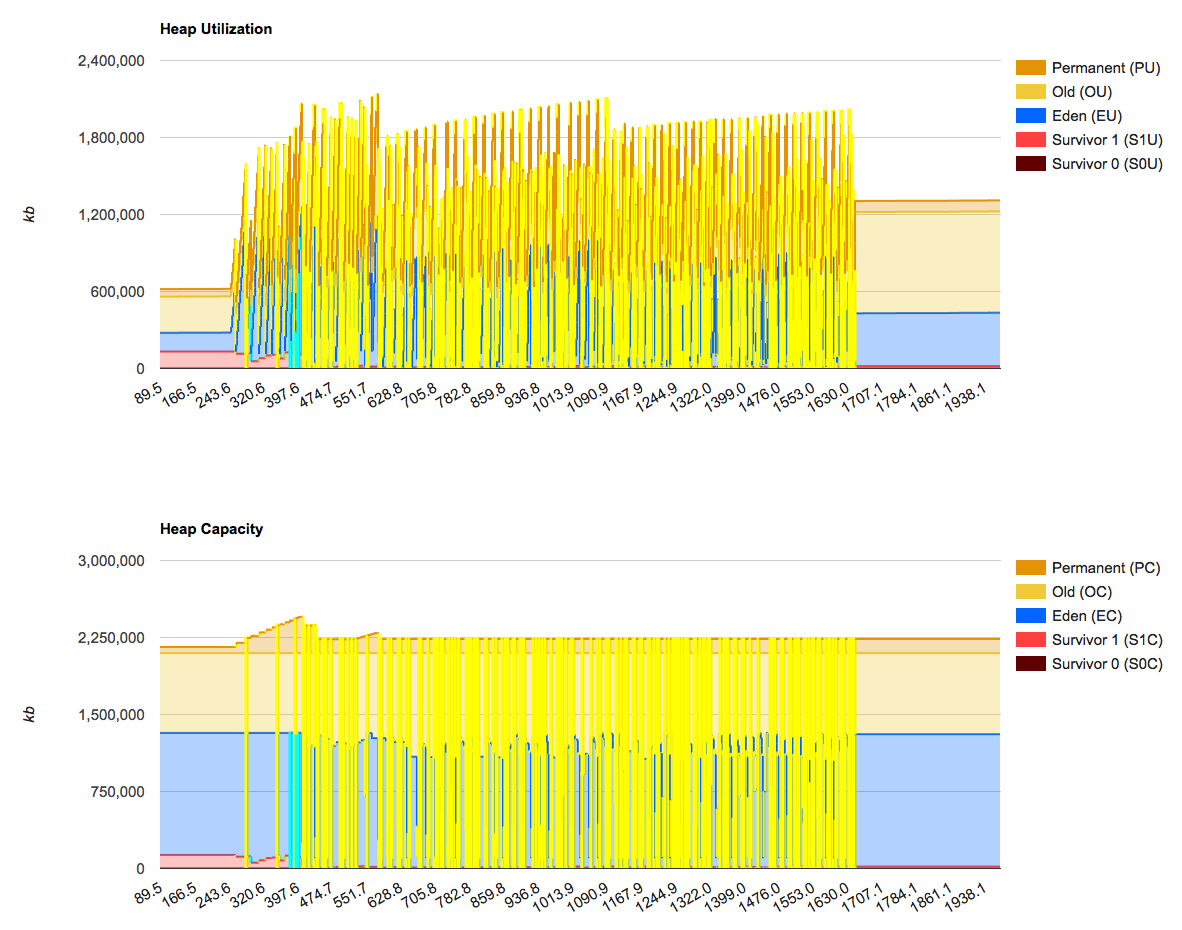 Heap Utilization
2,400,000
1,800,000
1,200,000
600,000
0
kb
89.5 166.5 243.6 320.6 397.6 474.7 551.7 628.8 705.8 782.8 859.8 936.8 1013.9 1090.9 1167.9 1244.9 1322.0 1399.0 1476.0 1553.0 1630.0 1707.1 1784.1 1861.1 1938.1
Permanent (PU)
Old (OU)
Eden (EU)
Survivor 1 (S1U)
Survivor 0 (S0U)
Heap Capacity
3,000,000
2,250,000
1,500,000
750,000
0
kb
89.5 166.5 243.6 320.6 397.6 474.7 551.7 628.8 705.8 782.8 859.8 936.8 1013.9 1090.9 1167.9 1244.9 1322.0 1399.0 1476.0 1553.0 1630.0 1707.1 1784.1 1861.1 1938.1
Permanent (PC)
Old (OC)
Eden (EC)
Survivor 1 (S1C)
Survivor 0 (S0C)